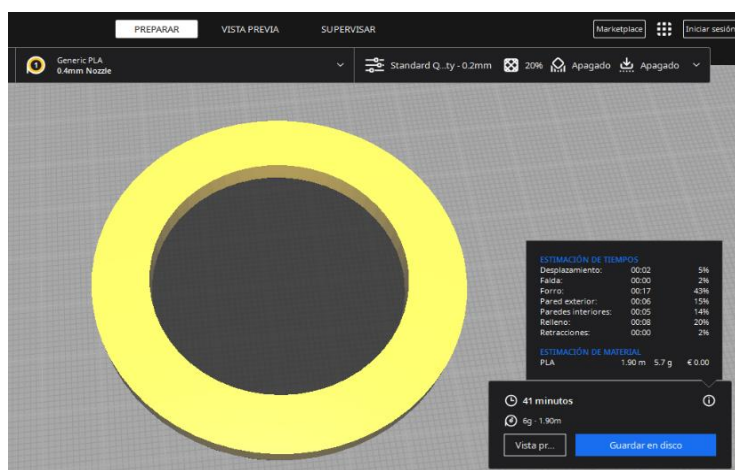 PREPARAR VISTA PREVIA SUPERVISAR Marketplace Iniciar sesión
1 Generic PLA
0.4mm Nozzle
Standard Q...ty - 0.2mm 20% Apagado Apagado
ESTIMACIÓN DE TIEMPOS
Desplazamiento: 00:02 5%
Falda: 00:00 2%
Forro: 00:17 43%
Pared exterior: 00:06 15%
Paredes interiores: 00:05 14%
Relleno: 00:08 20%
Retracciones: 00:00 2%
ESTIMACIÓN DE MATERIAL
PLA 1.90 m 5.7 g € 0.00
41 minutos
6g · 1.90m
Vista pr... Guardar en disco